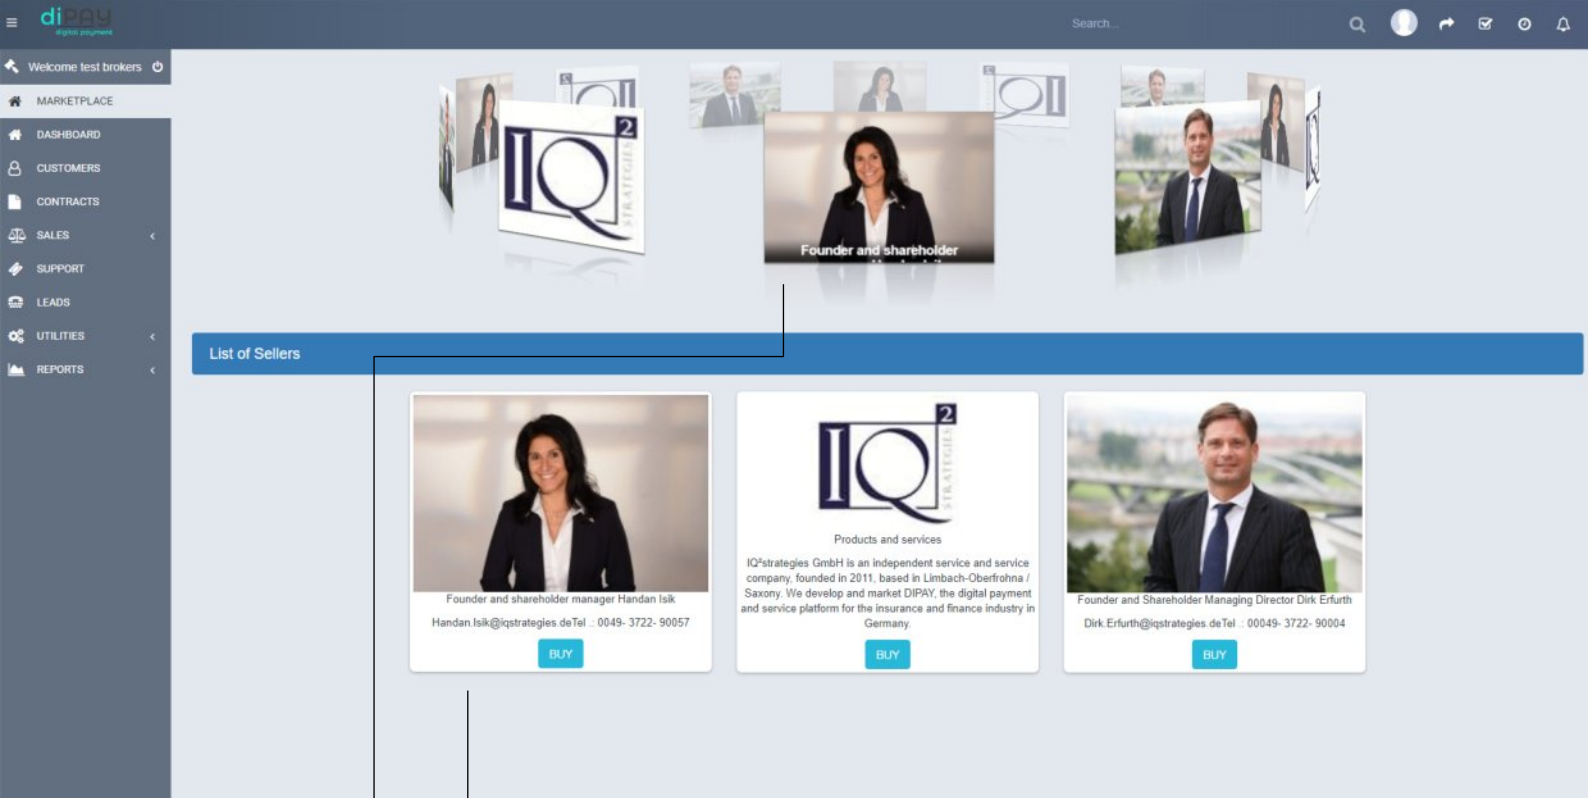 diPAY
digital payment
Search...
Welcome test brokers
MARKETPLACE
DASHBOARD
CUSTOMERS
CONTRACTS
SALES
SUPPORT
LEADS
UTILITIES
REPORTS
IQ2
STRATEGIES
Founder and shareholder
List of Sellers
Founder and shareholder manager Handan Isik
Handan.Isik@iqstrategies.deTel .: 0049- 3722- 90057
BUY
IQ2
STRATEGIES
Products and services
IQ²strategies GmbH is an independent service and service
company, founded in 2011, based in Limbach-Oberfrohna /
Saxony. We develop and market DIPAY, the digital payment
and service platform for the insurance and finance industry in
Germany.
BUY
Founder and Shareholder Managing Director Dirk Erfurth
Dirk.Erfurth@iqstrategies.deTel .: 00049- 3722- 90004
BUY